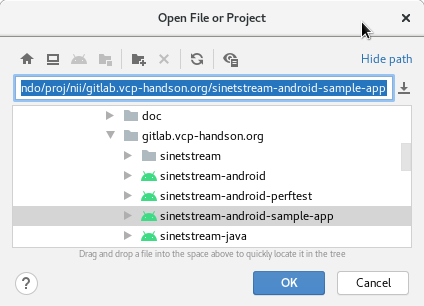 Open File or Project
Hide path
ndo/proj/nii/gitlab.vcp-handson.org/sinetstream-android-sample-app
doc
gitlab.vcp-handson.org
sinetstream
sinetstream-android
sinetstream-android-perftest
sinetstream-android-sample-app
sinetstream-java
Drag and drop a file into the space above to quickly locate it in the tree
?
OK
Cancel